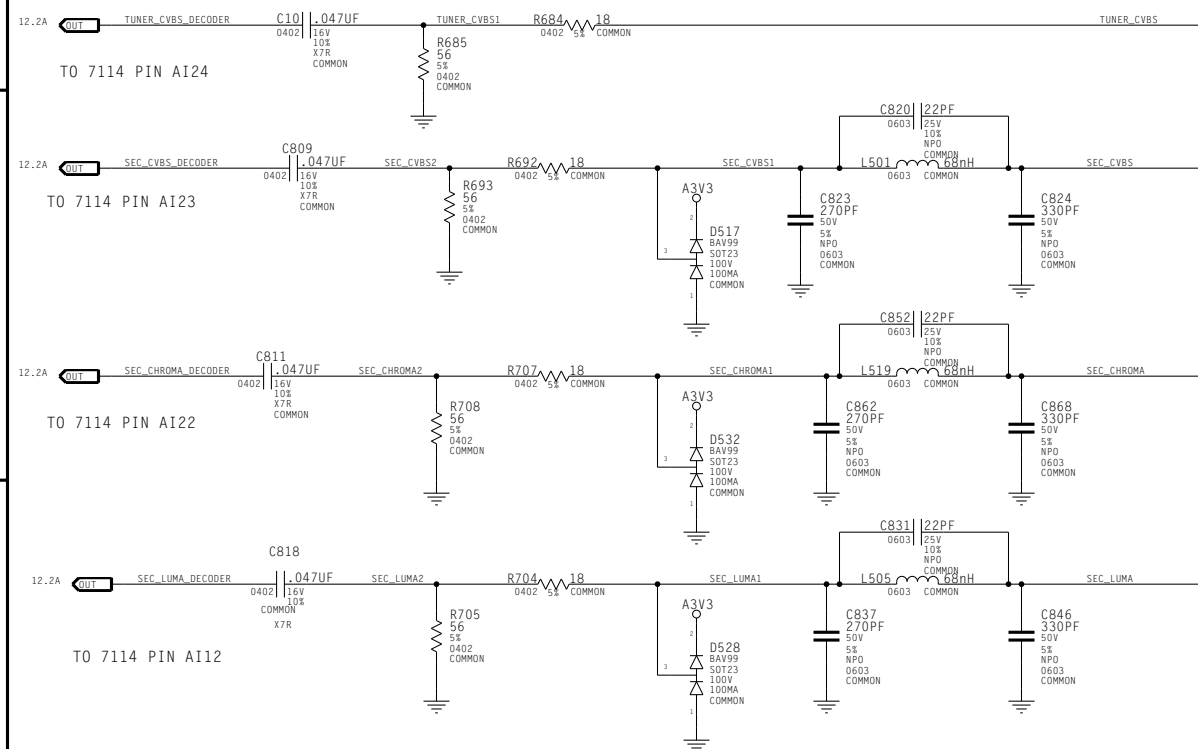 12.2A OUT TUNER_CVBS_DECODER C10 .047UF TUNER_CVBS1 R684 18 TUNER_CVBS
0402 16V 0402 5% COMMON
10%
X7R
COMMON
R685
56
5%
0402
COMMON
TO 7114 PIN AI24
12.2A OUT SEC_CVBS_DECODER C809 .047UF SEC_CVBS2 R692 18 SEC_CVBS1 L501 68nH SEC_CVBS
0402 16V 0402 5% COMMON 0603 COMMON
10%
X7R
COMMON
C820 22PF
0603 25V
10%
NPO
COMMON
TO 7114 PIN AI23
R693
56
5%
0402
COMMON
A3V3
2
3
1
D517
BAV99
SOT23
100V
100MA
COMMON
C823
270PF
50V
5%
NPO
0603
COMMON
C824
330PF
50V
5%
NPO
0603
COMMON
12.2A OUT SEC_CHROMA_DECODER C811 .047UF SEC_CHROMA2 R707 18 SEC_CHROMA1 L519 68nH SEC_CHROMA
0402 16V 0402 5% COMMON 0603 COMMON
10%
X7R
COMMON
C852 22PF
0603 25V
10%
NPO
COMMON
TO 7114 PIN AI22
R708
56
5%
0402
COMMON
A3V3
2
3
1
D532
BAV99
SOT23
100V
100MA
COMMON
C862
270PF
50V
5%
NPO
0603
COMMON
C868
330PF
50V
5%
NPO
0603
COMMON
12.2A OUT SEC_LUMA_DECODER C818 .047UF SEC_LUMA2 R704 18 SEC_LUMA1 L505 68nH SEC_LUMA
0402 16V 0402 5% COMMON 0603 COMMON
10%
COMMON
X7R
C831 22PF
0603 25V
10%
NPO
COMMON
TO 7114 PIN AI12
R705
56
5%
0402
COMMON
A3V3
2
3
1
D528
BAV99
SOT23
100V
100MA
COMMON
C837
270PF
50V
5%
NPO
0603
COMMON
C846
330PF
50V
5%
NPO
0603
COMMON